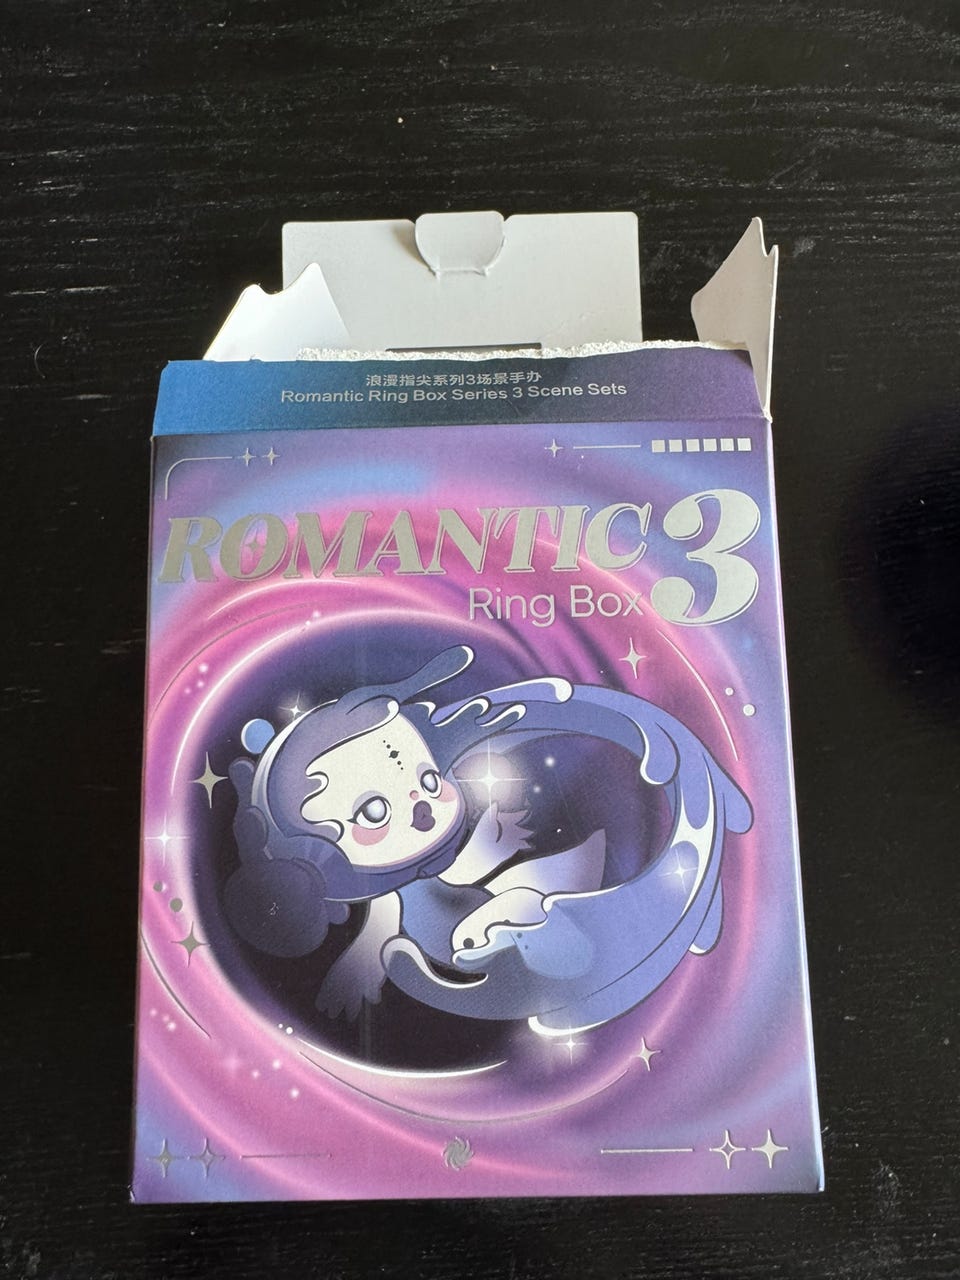 浪漫指尖系列3场景手办
Romantic Ring Box Series 3 Scene Sets
ROMANTIC 3
Ring Box